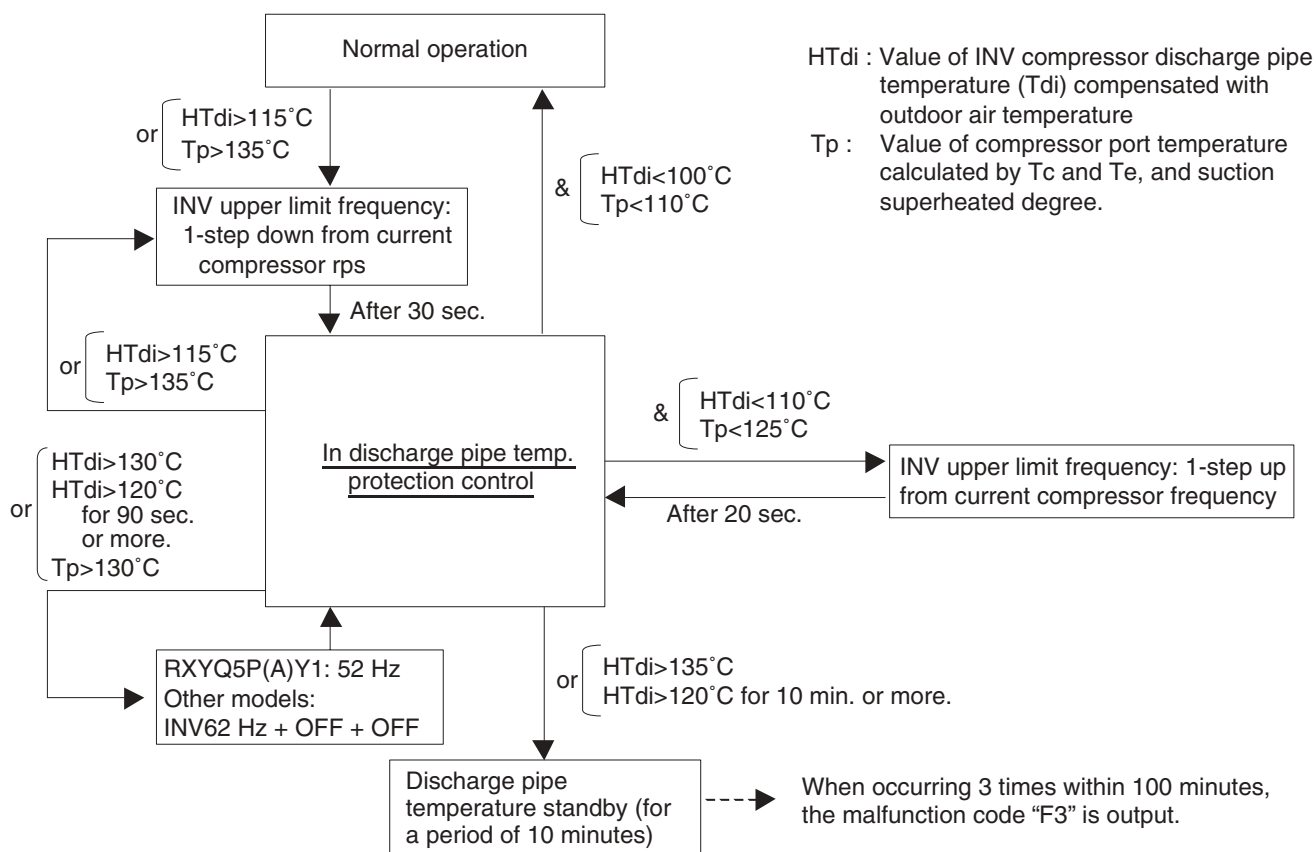 Normal operation
HTdi : Value of INV compressor discharge pipe
temperature (Tdi) compensated with
outdoor air temperature
Tp : Value of compressor port temperature
calculated by Tc and Te, and suction
superheated degree.
or
HTdi>115˚C
Tp>135˚C
&
HTdi<100˚C
Tp<110˚C
INV upper limit frequency:
1-step down from current
compressor rps
After 30 sec.
or
HTdi>115˚C
Tp>135˚C
In discharge pipe temp.
protection control
&
HTdi<110˚C
Tp<125˚C
INV upper limit frequency: 1-step up
from current compressor frequency
After 20 sec.
or
HTdi>130˚C
HTdi>120˚C
for 90 sec.
or more.
Tp>130˚C
RXYQ5P(A)Y1: 52 Hz
Other models:
INV62 Hz + OFF + OFF
or
HTdi>135˚C
HTdi>120˚C for 10 min. or more.
Discharge pipe
temperature standby (for
a period of 10 minutes)
When occurring 3 times within 100 minutes,
the malfunction code “F3” is output.